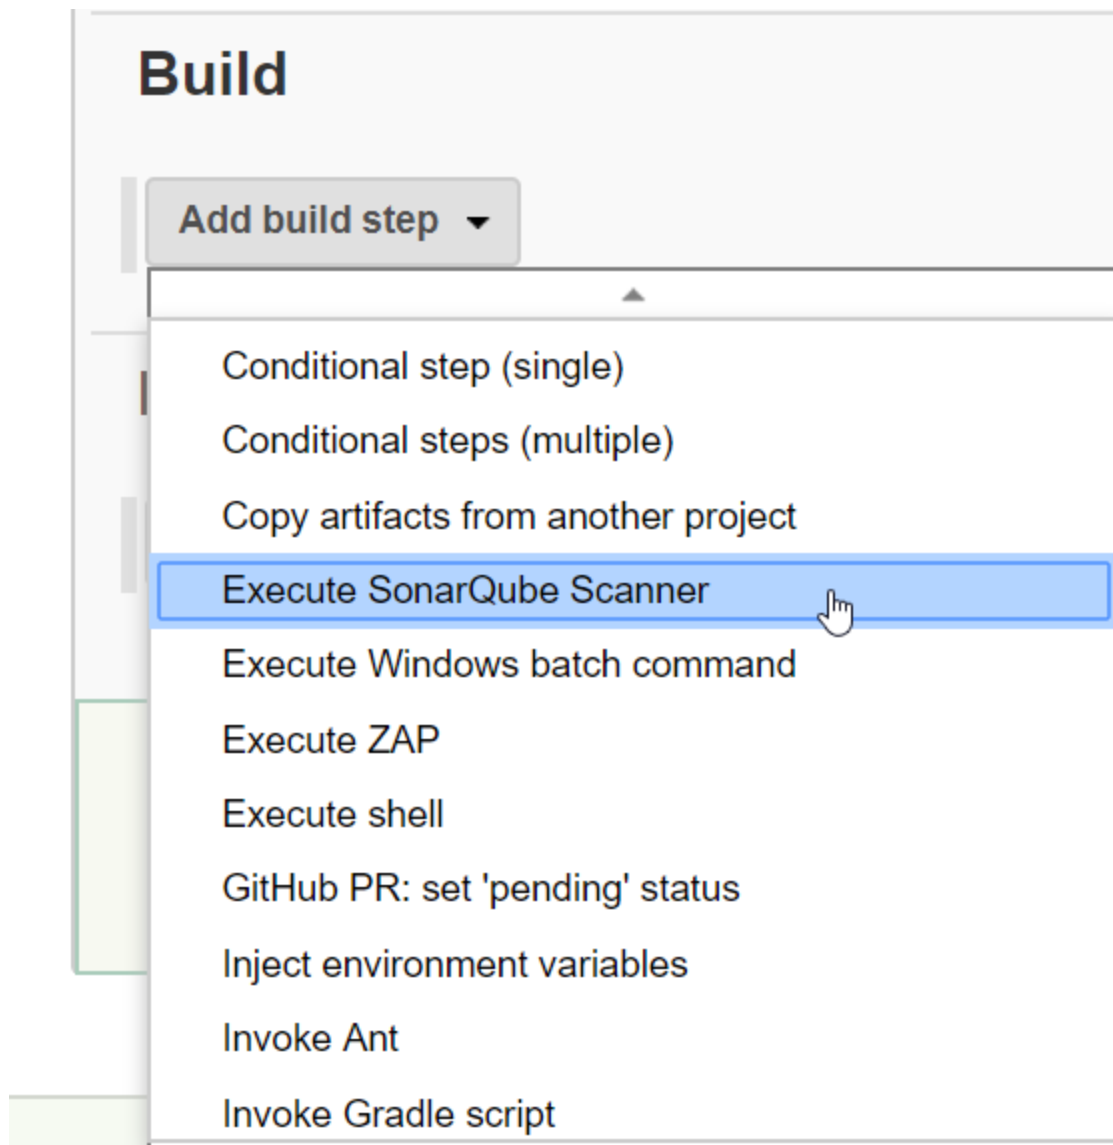 Build
Add build step
Conditional step (single)
Conditional steps (multiple)
Copy artifacts from another project
Execute SonarQube Scanner
Execute Windows batch command
Execute ZAP
Execute shell
GitHub PR: set 'pending' status
Inject environment variables
Invoke Ant
Invoke Gradle script